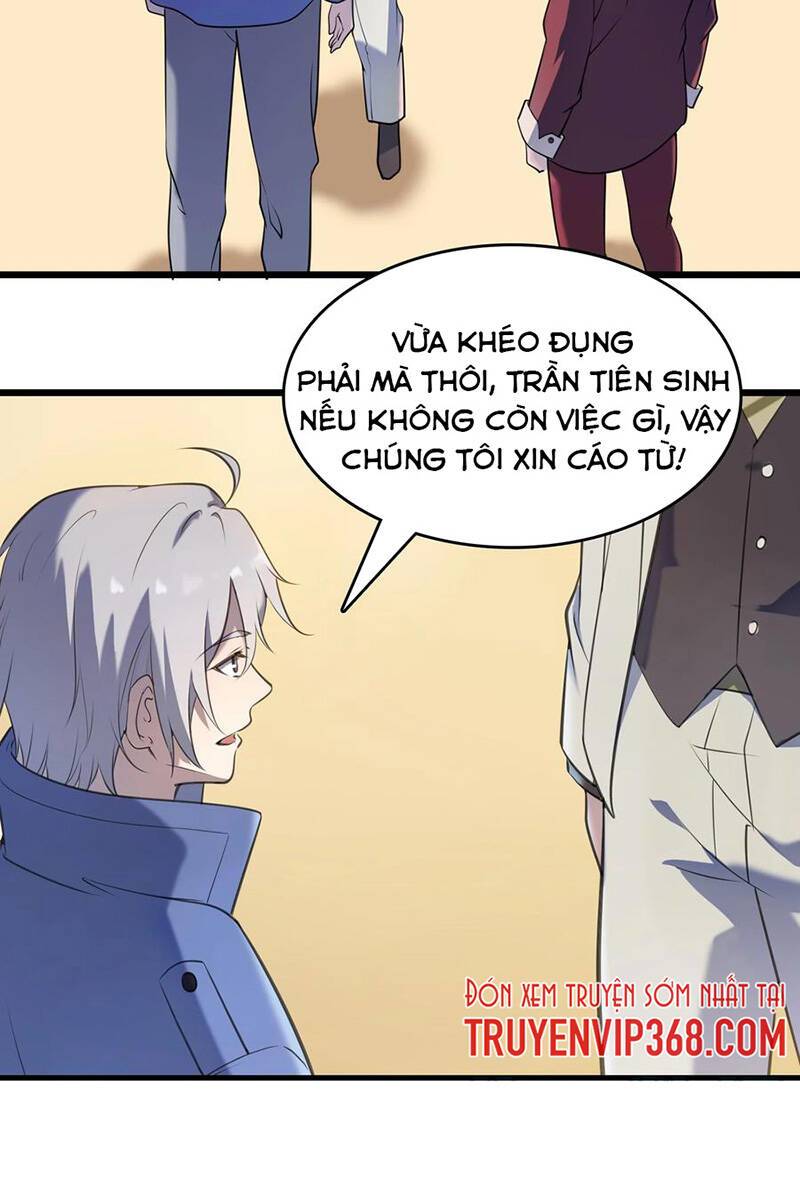 VỪA KHÉO ĐỤNG
PHẢI MÀ THÔI, TRẦN TIÊN SINH
NẾU KHÔNG CÒN VIỆC GÌ, VẬY
CHÚNG TÔI XIN CÁO TỪ!
ĐÓN XEM TRUYỆN SỚM NHẤT TẠI
TRUYENVIP368.COM